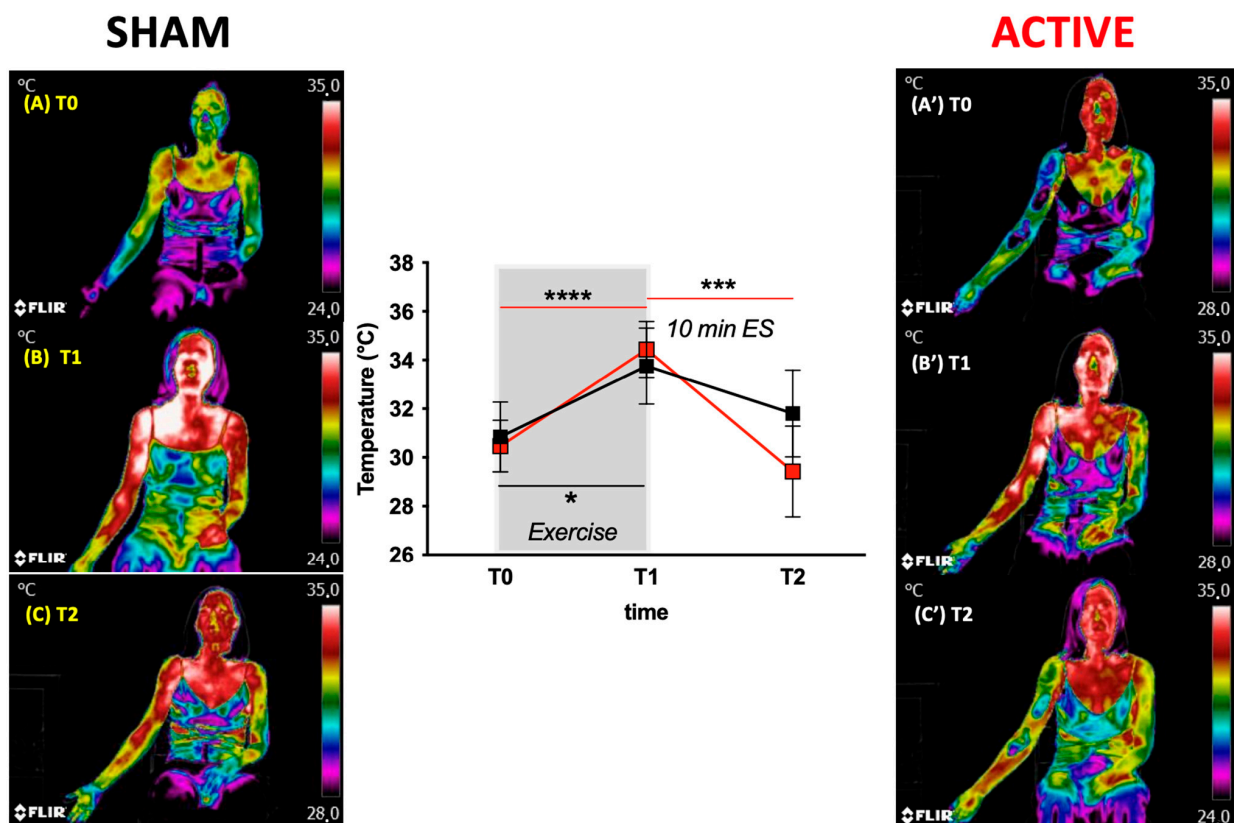 SHAM
ACTIVE
°C
35.0
(A) T0
24.0
FLIR
°C
35.0
(B) T1
24.0
FLIR
°C
35.0
(C) T2
28.0
FLIR
38
36
34
32
30
28
26
Temperature (°C)
****
***
10 min ES
*
Exercise
T0 T1 T2
time
°C
35.0
(A') T0
28.0
FLIR
°C
35.0
(B') T1
28.0
FLIR
°C
35.0
(C') T2
24.0
FLIR